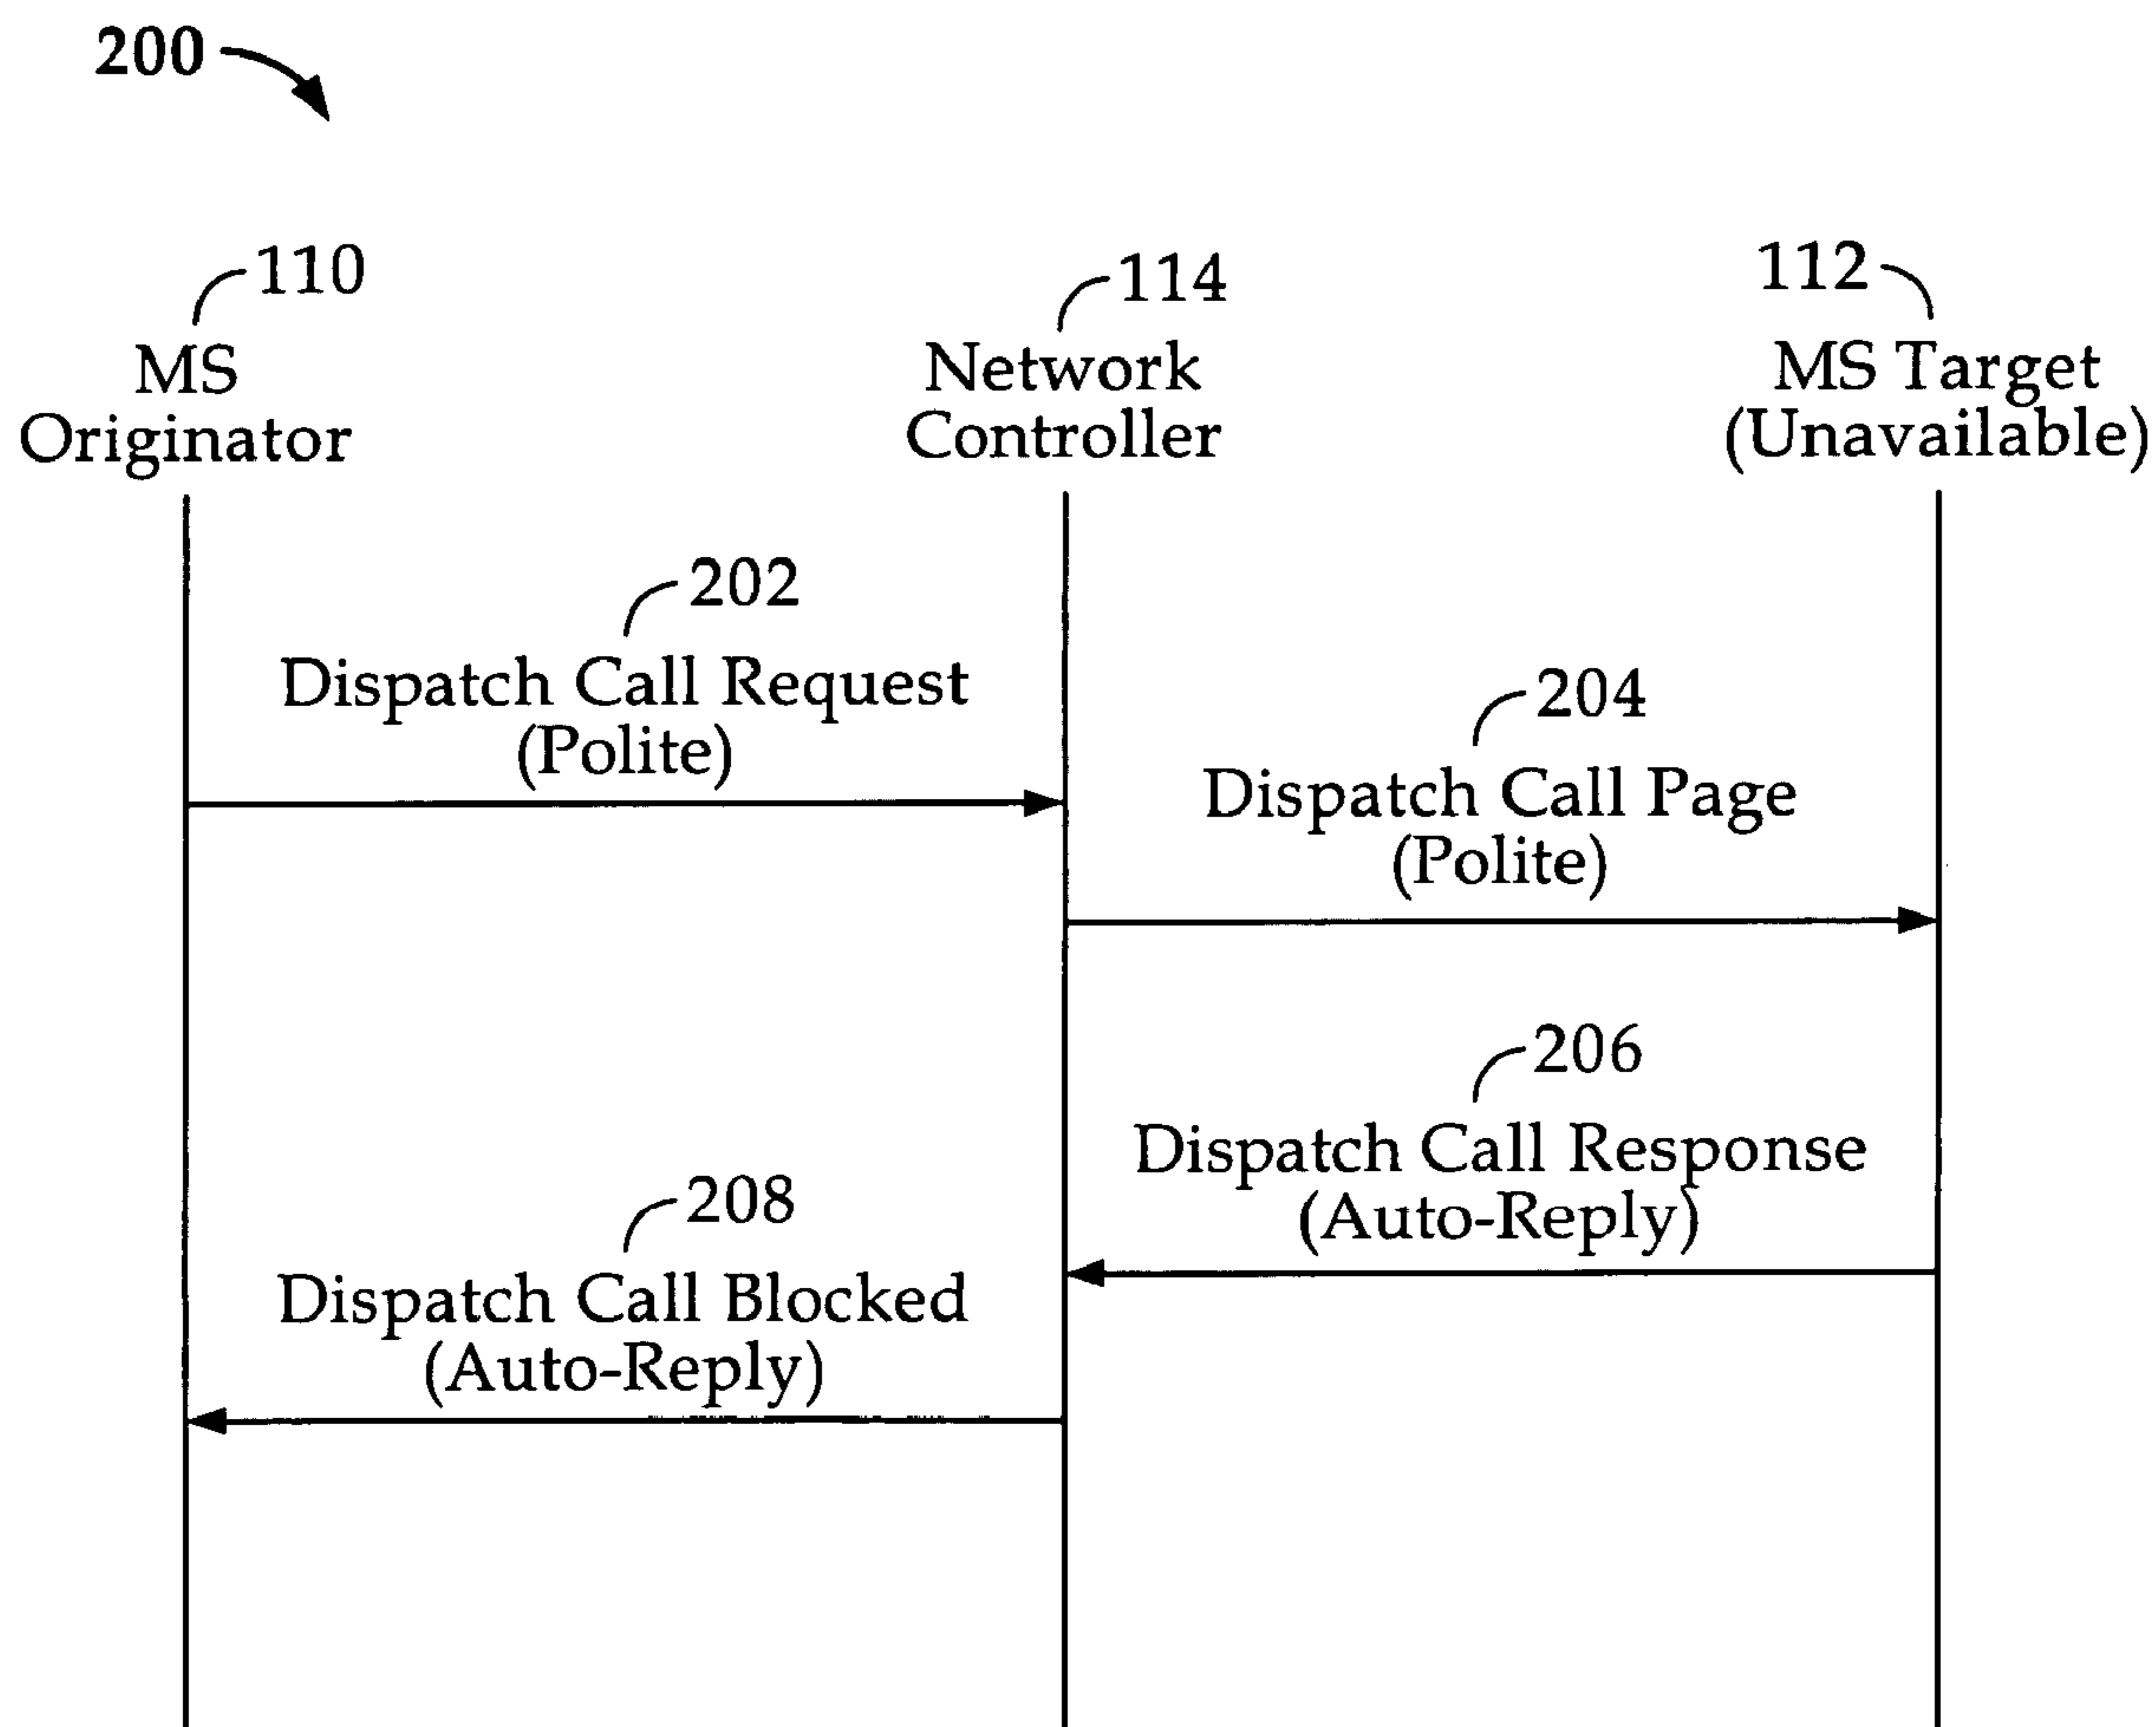 200
110
MS
Originator
114
Network
Controller
112
MS Target
(Unavailable)
202
Dispatch Call Request
(Polite)
204
Dispatch Call Page
(Polite)
206
Dispatch Call Response
(Auto-Reply)
208
Dispatch Call Blocked
(Auto-Reply)